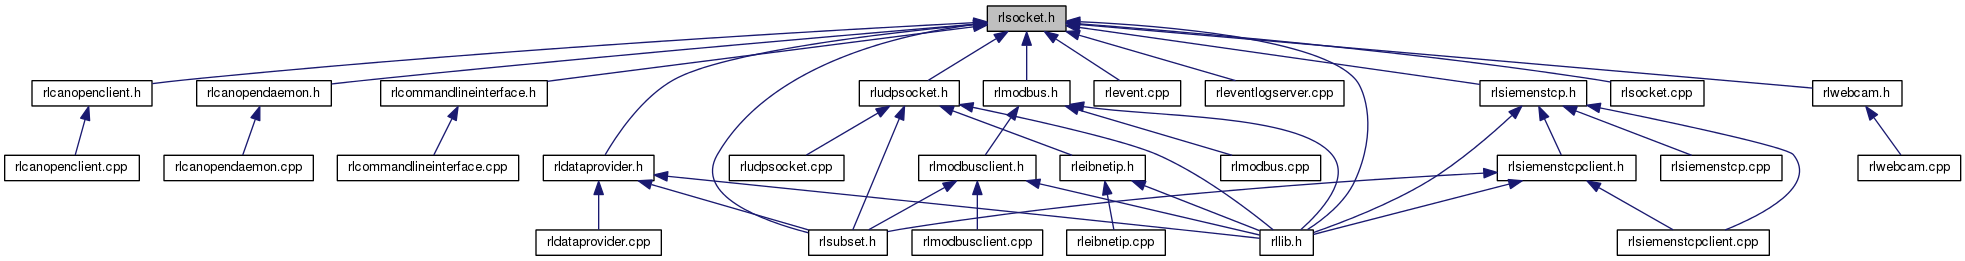 rlsocket.h
rlcanopenclient.h
rlcanopendaemon.h
rlcommandlineinterface.h
rludpsocket.h
rlmodbus.h
rlevent.cpp
rleventlogserver.cpp
rlsiemenstcp.h
rlsocket.cpp
rlwebcam.h
rlcanopenclient.cpp
rlcanopendaemon.cpp
rlcommandlineinterface.cpp
rldataprovider.h
rludpsocket.cpp
rlmodbusclient.h
rleibnetip.h
rlmodbus.cpp
rlsiemenstcpclient.h
rlsiemenstcp.cpp
rlwebcam.cpp
rldataprovider.cpp
rlsubset.h
rlmodbusclient.cpp
rleibnetip.cpp
rllib.h
rlsiemenstcpclient.cpp